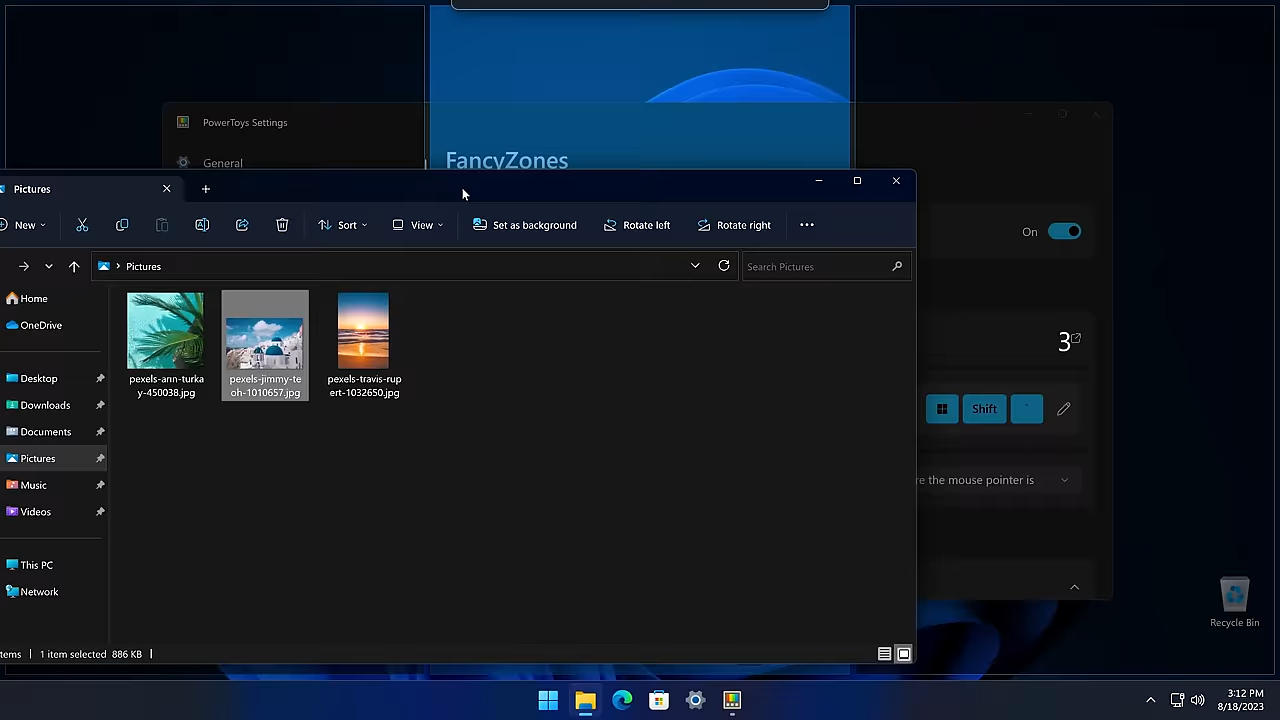 PowerToys Settings
General
FancyZones
Pictures
New
Sort
View
Set as background
Rotate left
Rotate right
On
Pictures
Search Pictures
Home
OneDrive
Desktop
Downloads
Documents
Pictures
Music
Videos
This PC
Network
pexels-ann-turka
y-450038.jpg
pexels-jimmy-te
oh-1010657.jpg
pexels-travis-rup
ert-1032650.jpg
3
Shift
re the mouse pointer is
Recycle Bin
tems
1 item selected 886 KB
3:12 PM
8/18/2023